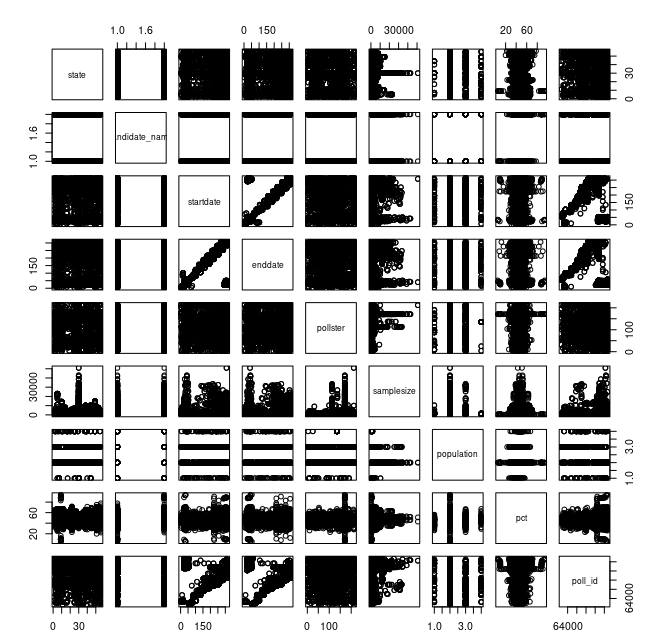 1.0 1.6 0 150 0 30000 20 60
state 0 30
1.0 1.6 ndidate_nam
startdate 0 150
0 150 enddate
pollster 0 100
0 30000 samplesize
population 1.0 3.0
20 60 pct
poll_id 64000
0 30 0 150 0 100 1.0 3.0 64000